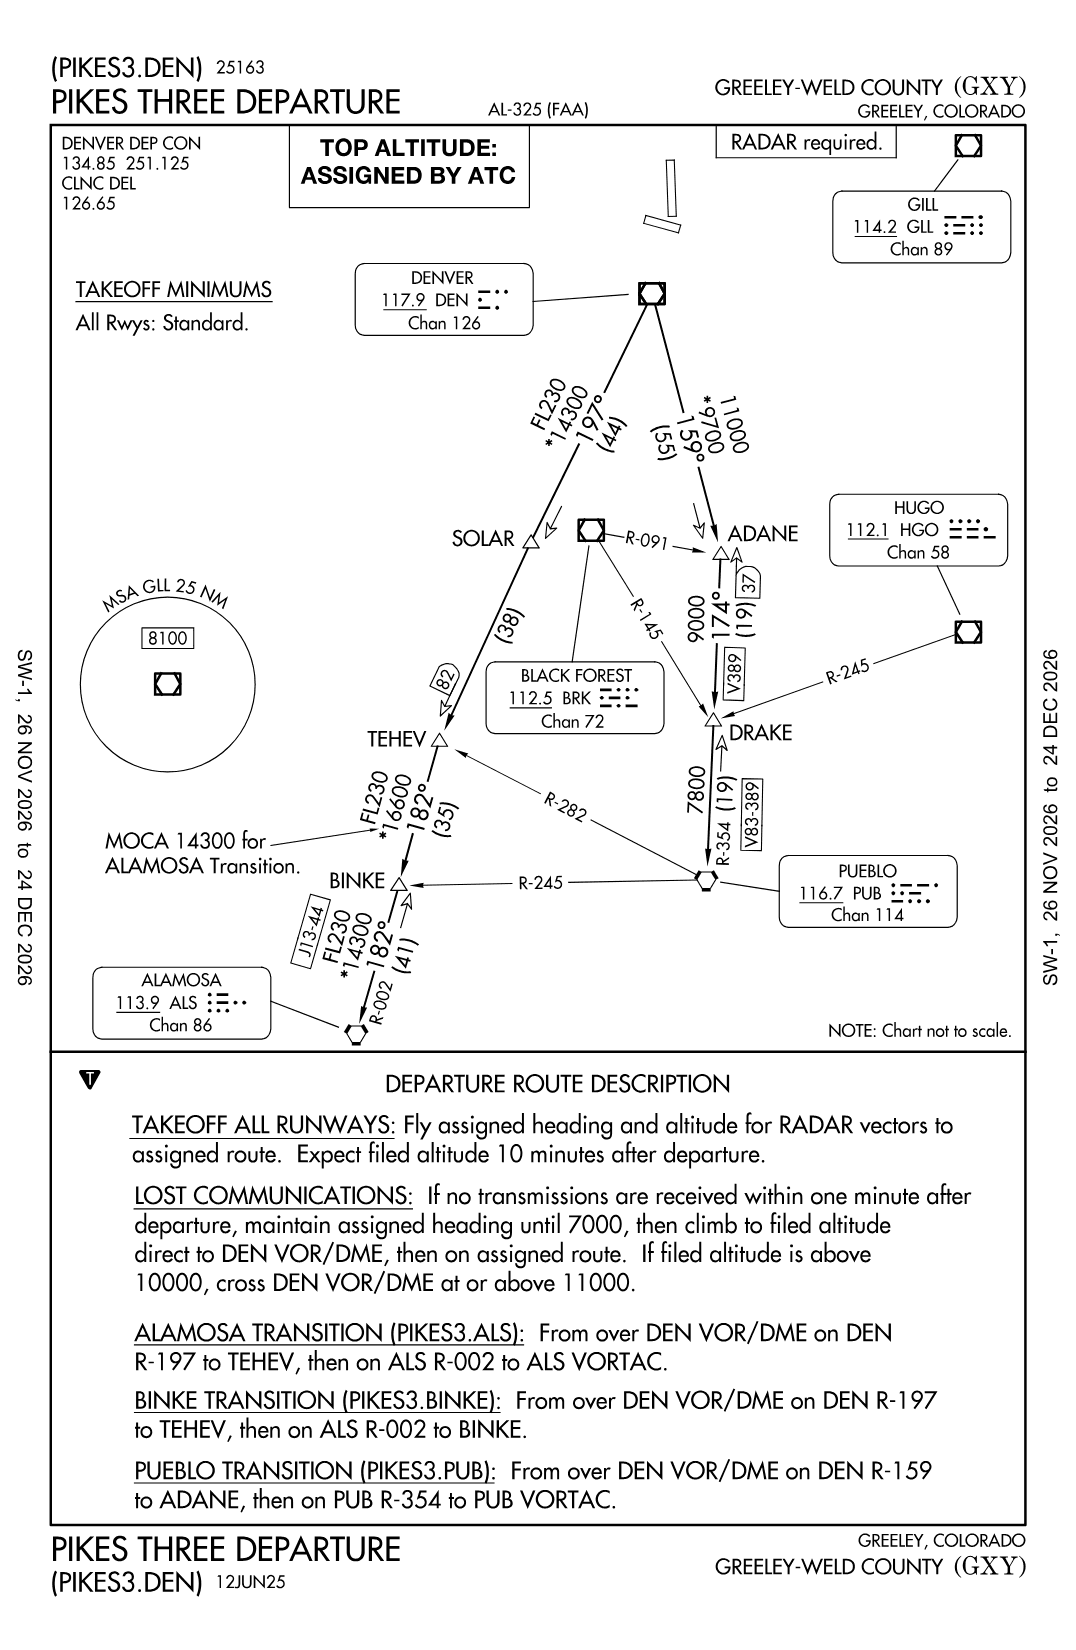 (PIKES3.DEN) 25163
PIKES THREE DEPARTURE
AL-325 (FAA)
GREELEY-WELD COUNTY (GXY)
GREELEY, COLORADO
DENVER DEP CON
134.85 251.125
CLNC DEL
126.65
TOP ALTITUDE:
ASSIGNED BY ATC
RADAR required.
GILL
114.2 GLL
Chan 89
TAKEOFF MINIMUMS
All Rwys: Standard.
DENVER
117.9 DEN
Chan 126
FL230
*14300
197°
(44)
11000
*9700
159°
(55)
SOLAR
R-091
ADANE
HUGO
112.1 HGO
Chan 58
MSA GLL 25 NM
8100
(38)
R-145
9000
174°
(19)
37
V389
R-245
82
BLACK FOREST
112.5 BRK
Chan 72
TEHEV
DRAKE
FL230
*16600
182°
(35)
R-282
7800
R-354 (19)
V83-389
MOCA 14300 for
ALAMOSA Transition.
BINKE
R-245
PUEBLO
116.7 PUB
Chan 114
J13-44
FL230
*14300
182°
(41)
R-002
ALAMOSA
113.9 ALS
Chan 86
NOTE: Chart not to scale.
SW-1, 26 NOV 2026 to 24 DEC 2026
SW-1, 26 NOV 2026 to 24 DEC 2026
T
DEPARTURE ROUTE DESCRIPTION
TAKEOFF ALL RUNWAYS: Fly assigned heading and altitude for RADAR vectors to
assigned route. Expect filed altitude 10 minutes after departure.
LOST COMMUNICATIONS: If no transmissions are received within one minute after
departure, maintain assigned heading until 7000, then climb to filed altitude
direct to DEN VOR/DME, then on assigned route. If filed altitude is above
10000, cross DEN VOR/DME at or above 11000.
ALAMOSA TRANSITION (PIKES3.ALS): From over DEN VOR/DME on DEN
R-197 to TEHEV, then on ALS R-002 to ALS VORTAC.
BINKE TRANSITION (PIKES3.BINKE): From over DEN VOR/DME on DEN R-197
to TEHEV, then on ALS R-002 to BINKE.
PUEBLO TRANSITION (PIKES3.PUB): From over DEN VOR/DME on DEN R-159
to ADANE, then on PUB R-354 to PUB VORTAC.
PIKES THREE DEPARTURE
(PIKES3.DEN) 12JUN25
GREELEY, COLORADO
GREELEY-WELD COUNTY (GXY)